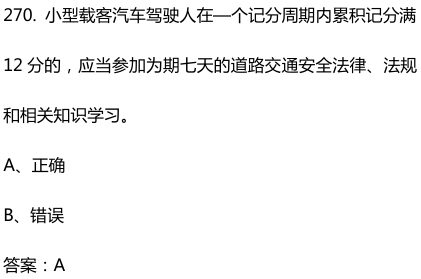 270. 小型载客汽车驾驶人在—个记分周期内累积记分满
12 分的，应当参加为期七天的道路交通安全法律、法规
和相关知识学习。
A、正确
B、错误
答案：A